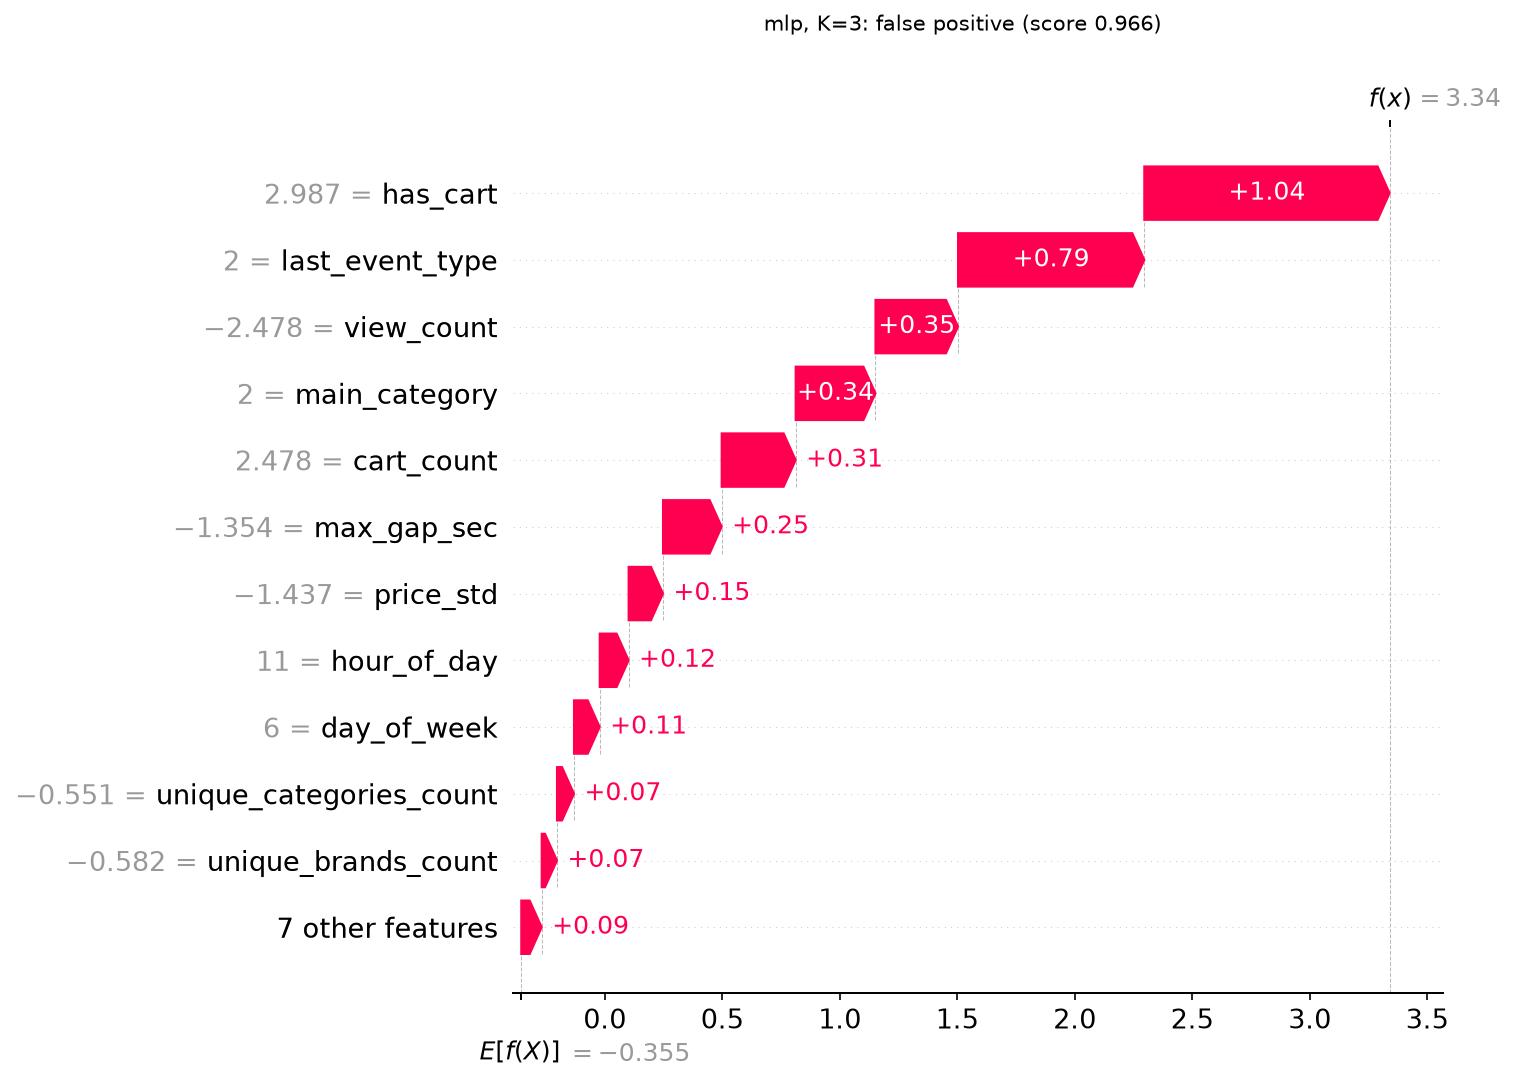 mlp, K=3: false positive (score 0.966)
f(x) = 3.34
2.987 = has_cart +1.04
2 = last_event_type +0.79
−2.478 = view_count +0.35
2 = main_category +0.34
2.478 = cart_count +0.31
−1.354 = max_gap_sec +0.25
−1.437 = price_std +0.15
11 = hour_of_day +0.12
6 = day_of_week +0.11
−0.551 = unique_categories_count +0.07
−0.582 = unique_brands_count +0.07
7 other features +0.09
0.0 0.5 1.0 1.5 2.0 2.5 3.0 3.5
E[f(X)] = −0.355